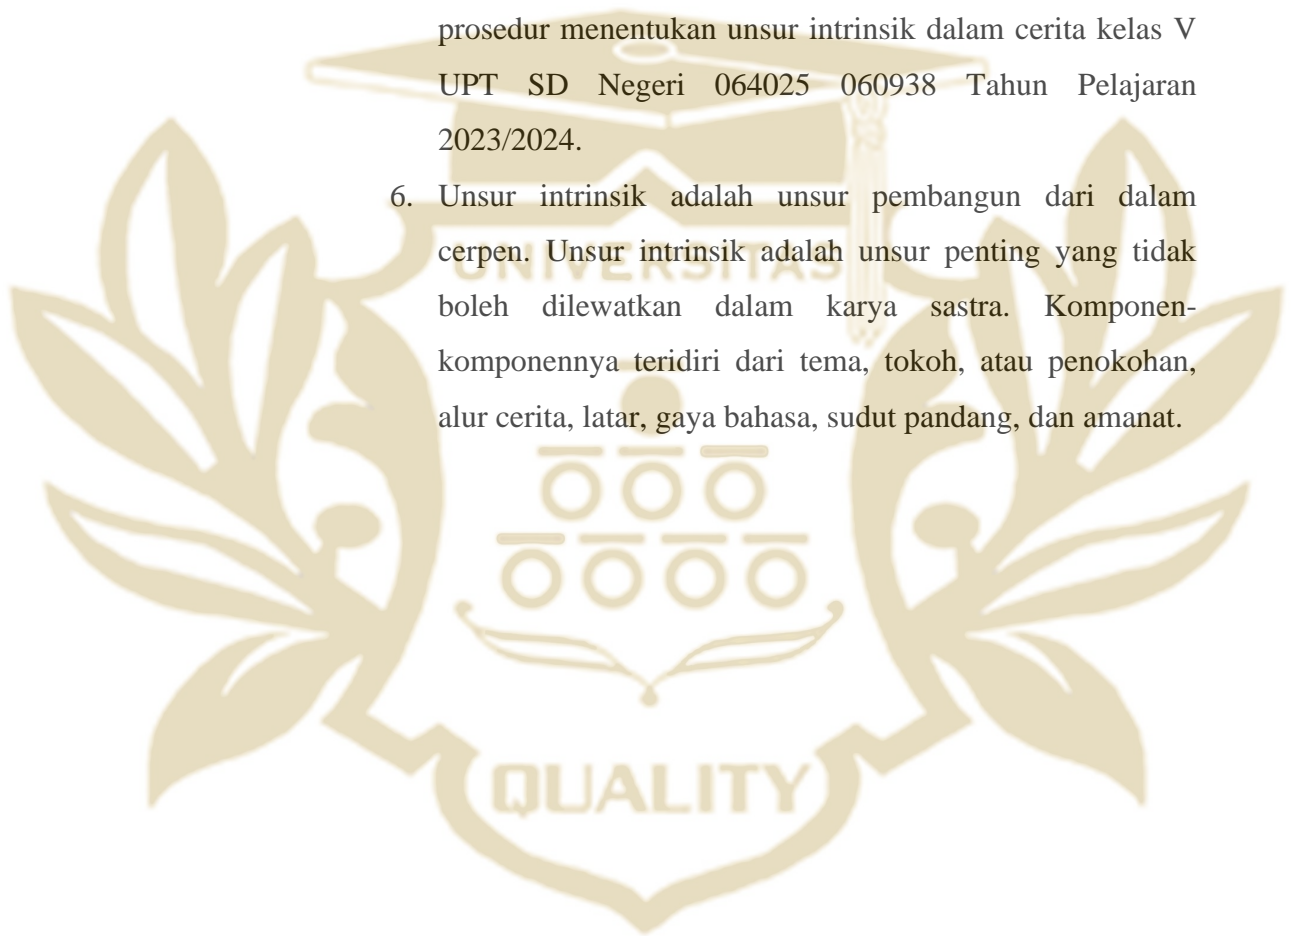 prosedur menentukan unsur intrinsik dalam cerita kelas V
UPT SD Negeri 064025 060938 Tahun Pelajaran
2023/2024.
6. Unsur intrinsik adalah unsur pembangun dari dalam
cerpen. Unsur intrinsik adalah unsur penting yang tidak
boleh dilewatkan dalam karya sastra. Komponen-
komponennya teridiri dari tema, tokoh, atau penokohan,
alur cerita, latar, gaya bahasa, sudut pandang, dan amanat.
UNIVERSITAS
QUALITY